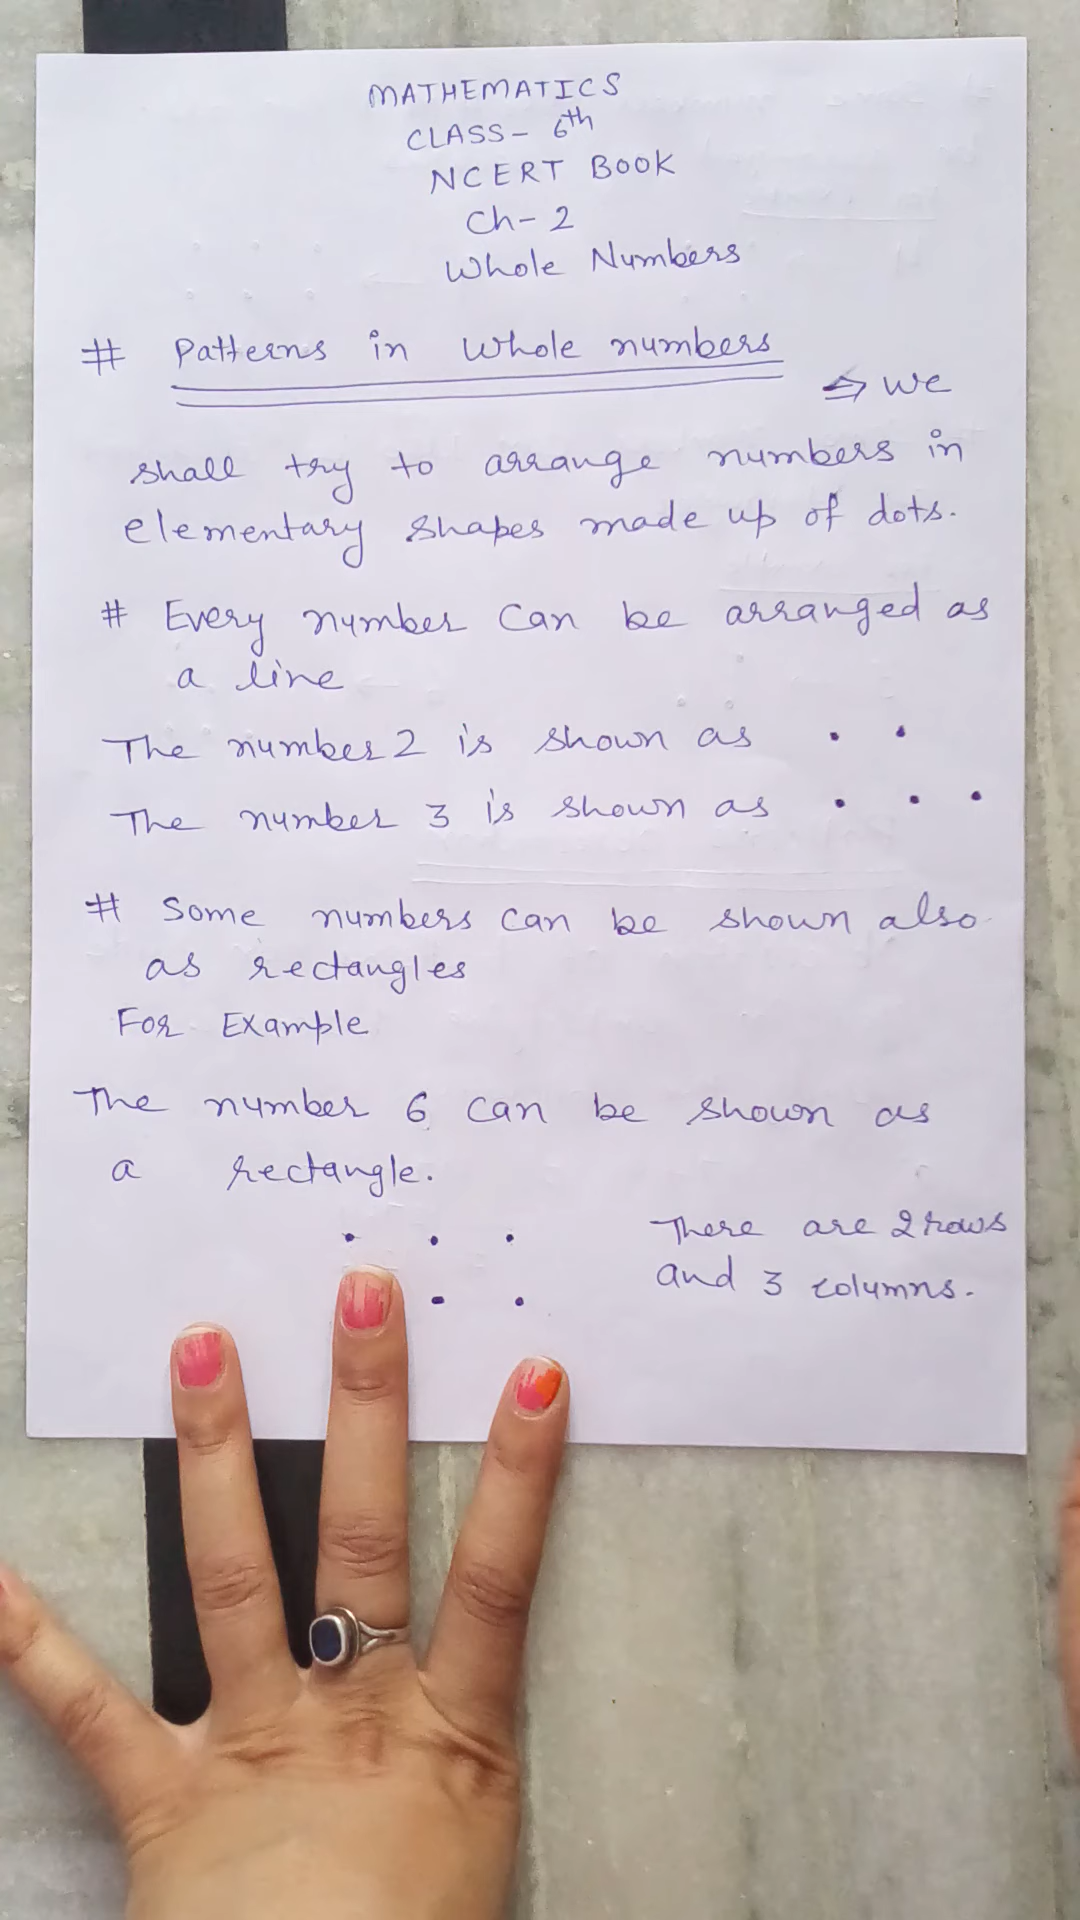 MATHEMATICS
CLASS- 6th
NCERT BOOK
Ch-2
Whole Numbers
# Patterns in Whole numbers
⇒ We
shall try to arrange numbers in
elementary shapes made up of dots.
# Every number can be arranged as
a line
The number 2 is shown as . .
The number 3 is shown as . . .
# Some numbers can be shown also
as rectangles
For Example
The number 6 can be shown as
a rectangle.
. . . There are 2 rows
. . and 3 columns.